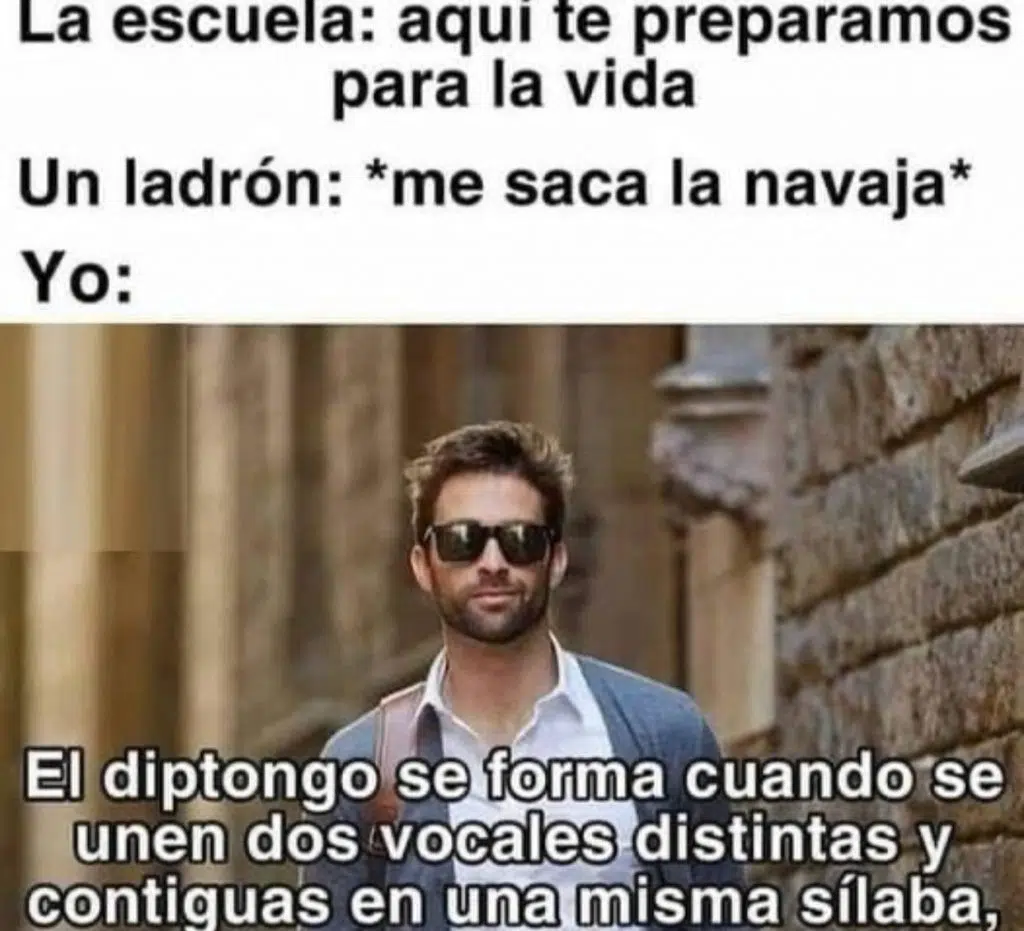 La escuela: aquí te preparamos
para la vida
Un ladrón: *me saca la navaja*
Yo:
El diptongo se forma cuando se
unen dos vocales distintas y
contiguas en una misma sílaba,